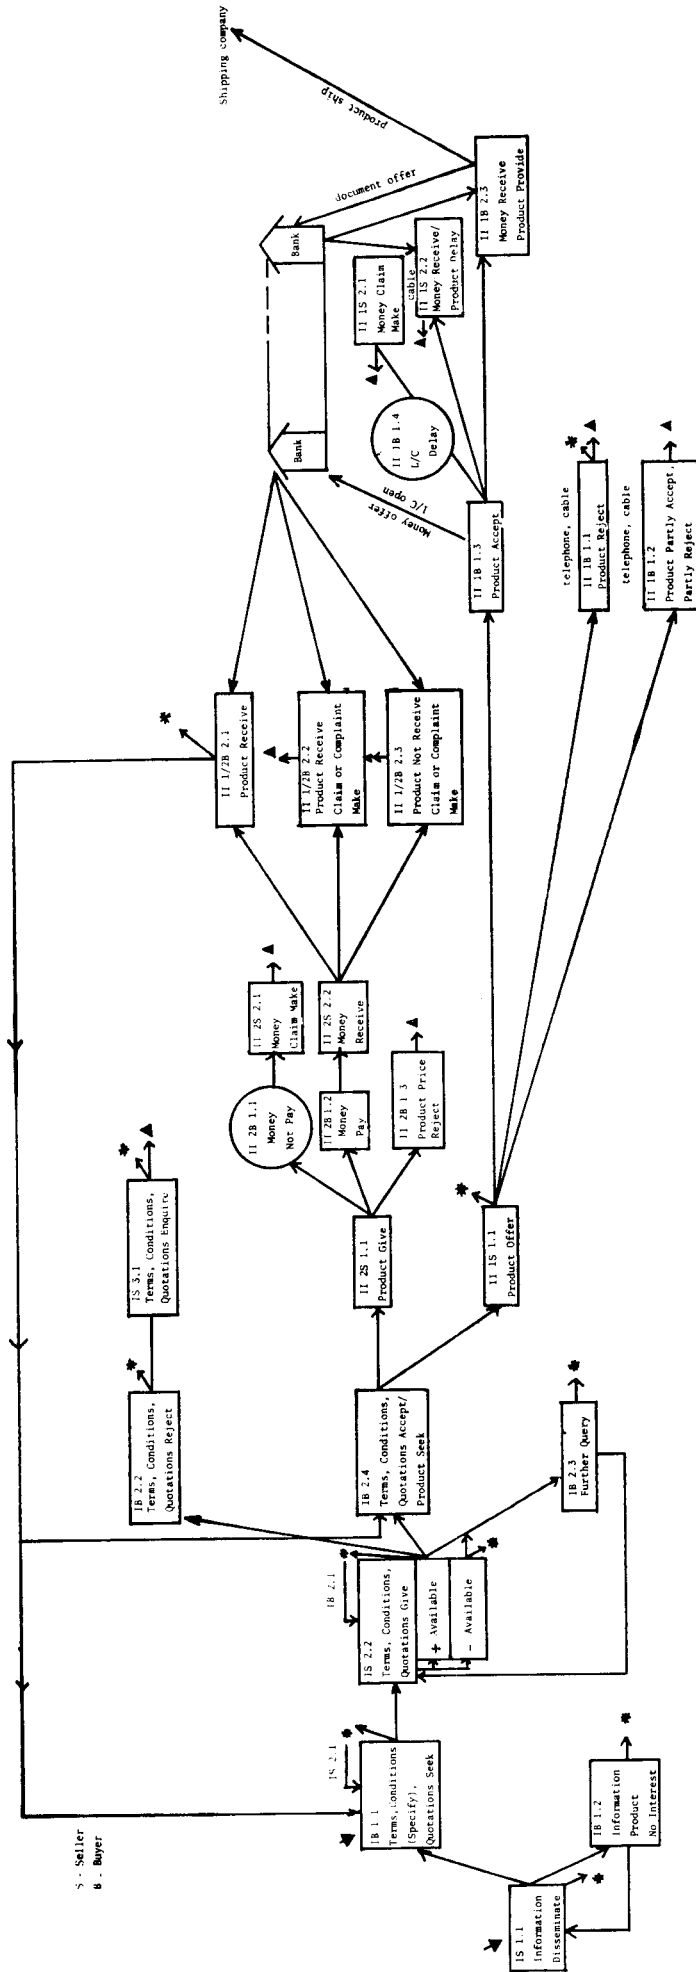 S - Seller
B - Buyer
IS 1.1
Information
Disseminate
IB 1.2
Information
Product
No Interest
*
*
IS 2.1
*
IB 1.1
Terms,Conditions
(Specify),
Quotations Seek
IB 2.1
*
IS 2.2
Terms, Conditions,
Quotations Give
+ Available
- Available
*
IB 2.2
Terms, Conditions,
Quotations Reject
*
IS 3.1
Terms, Conditions,
Quotations Enquire
*
IB 2.4
Terms, Conditions,
Quotations Accept/
Product Seek
IB 2.3
Further Query
*
II 2S 1.1
Product Give
II 1S 1.1
Product Offer
*
II 2B 1.1
Money
Not Pay
II 2B 1.2
Money
Pay
II 2B 1 3
Product Price
Reject
II 2S 2.1
Money
Claim Make
II 2S 2.2
Money
Receive
II 1/2B 2.1
Product Receive
*
II 1/2B 2.2
Product Receive
Claim or Complaint
Make
II 1/2B 2.3
Product Not Receive
Claim or Complaint
Make
II 1B 1.3
Product Accept
Money offer
L/C open
II 1B 1.4
L/C
Delay
telephone, cable
II 1B 1.1
Product Reject
*
telephone, cable
II 1B 1.2
Product Partly Accept,
Partly Reject
Bank
Bank
II 1S 2.1
Money Claim
Make
cable
II 1S 2.2
Money Receive/
Product Delay
II 1B 2.3
Money Receive
Product Provide
document offer
product ship
Shipping company